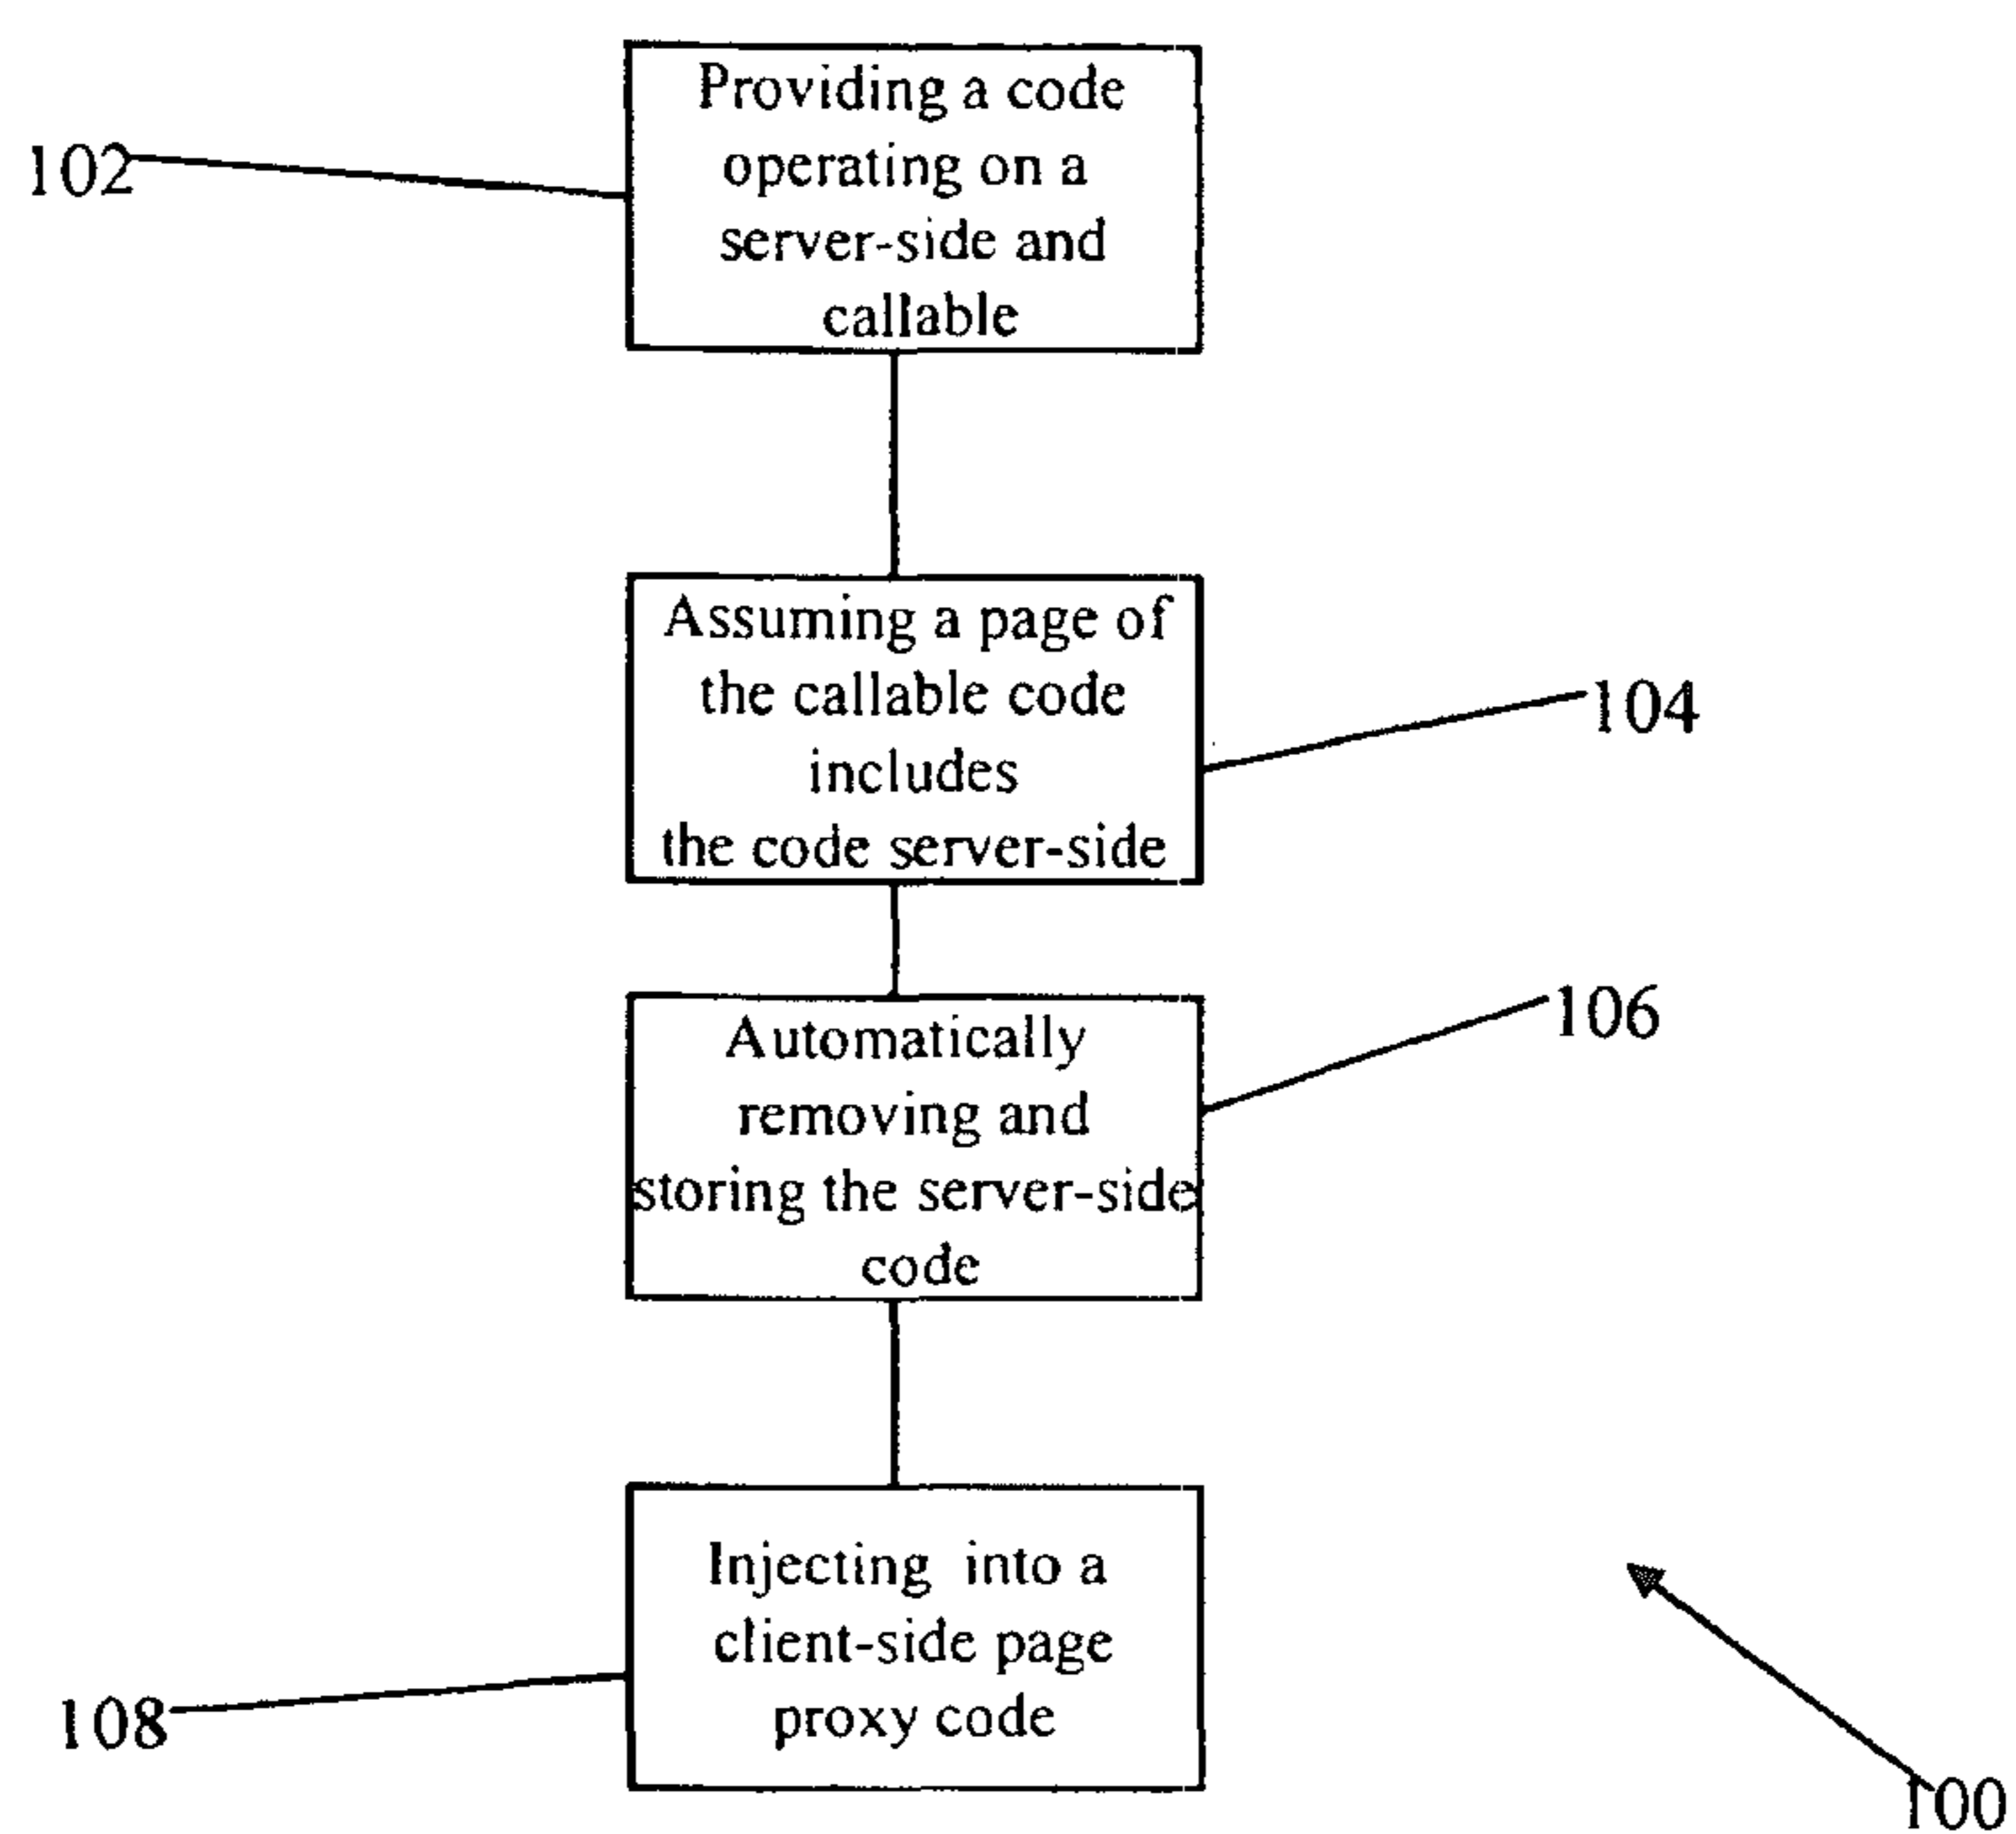 Providing a code
operating on a
server-side and
callable
102
Assuming a page of
the callable code
includes
the code server-side
104
Automatically
removing and
storing the server-side
code
106
Injecting into a
client-side page
proxy code
108
100